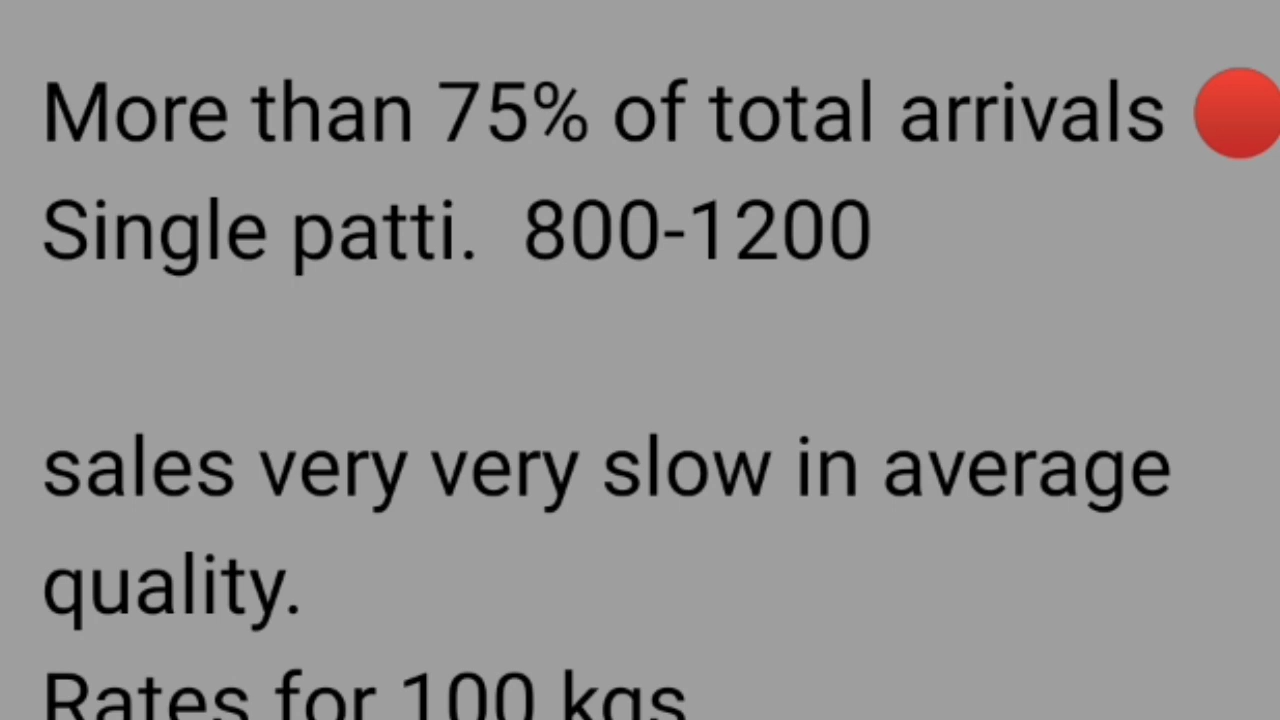 More than 75% of total arrivals 🔴
Single patti.  800-1200
sales very very slow in average
quality.
Rates for 100 kgs